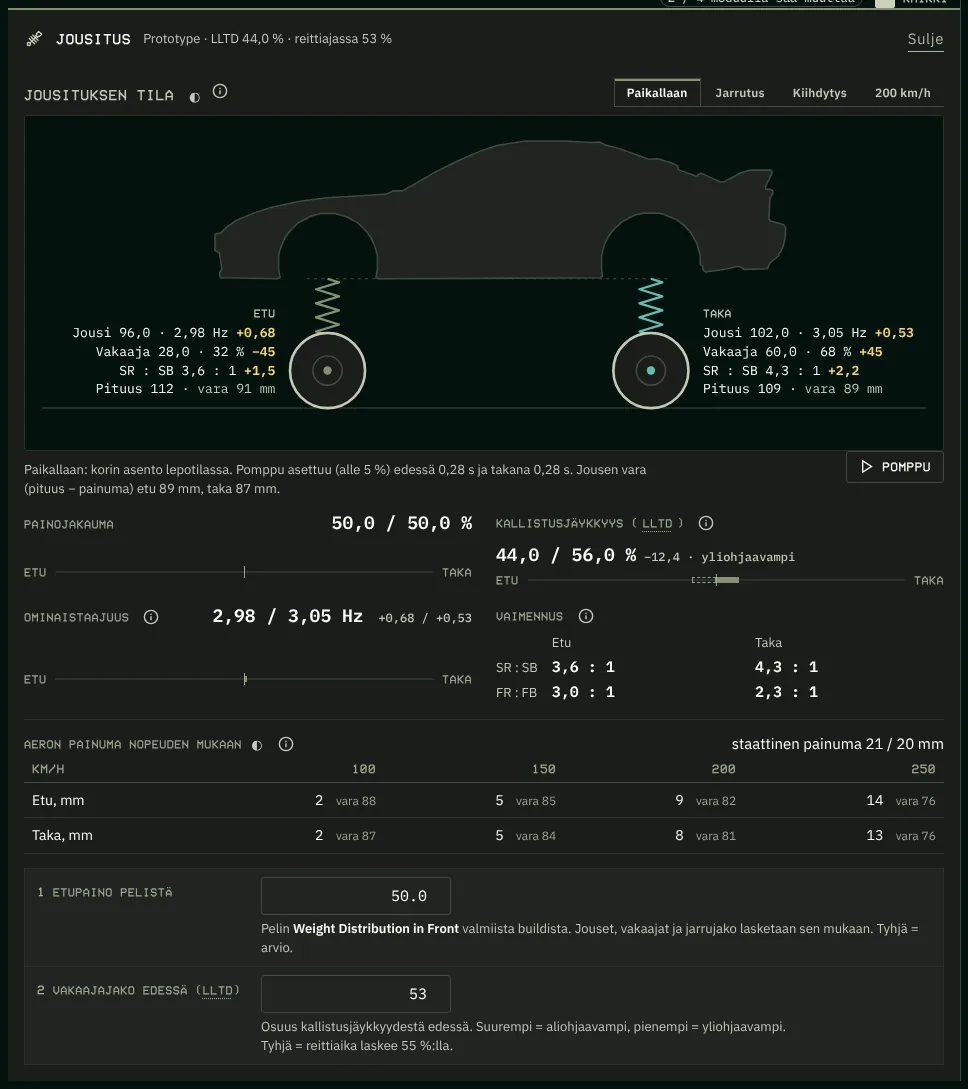 JOUSITUS Prototype · LLTD 44,0 % · reittiajassa 53 % Sulje
JOUSITUKSEN TILA Paikallaan Jarrutus Kiihdytys 200 km/h
ETU
Jousi 96,0 · 2,98 Hz +0,68
Vakaaja 28,0 · 32 % −45
SR : SB 3,6 : 1 +1,5
Pituus 112 · vara 91 mm
TAKA
Jousi 102,0 · 3,05 Hz +0,53
Vakaaja 60,0 · 68 % +45
SR : SB 4,3 : 1 +2,2
Pituus 109 · vara 89 mm
Paikallaan: korin asento lepotilassa. Pomppu asettuu (alle 5 %) edessä 0,28 s ja takana 0,28 s. Jousen vara
(pituus – painuma) etu 89 mm, taka 87 mm.
POMPPU
PAINOJAKAUMA 50,0 / 50,0 %
ETU TAKA
KALLISTUSJÄYKKYYS ( LLTD )
44,0 / 56,0 % −12,4 · yliohjaavampi
ETU TAKA
OMINAISTAAJUUS 2,98 / 3,05 Hz +0,68 / +0,53
ETU TAKA
VAIMENNUS
Etu Taka
SR:SB 3,6 : 1 4,3 : 1
FR:FB 3,0 : 1 2,3 : 1
AERON PAINUMA NOPEUDEN MUKAAN staattinen painuma 21 / 20 mm
KM/H 100 150 200 250
Etu, mm 2 vara 88 5 vara 85 9 vara 82 14 vara 76
Taka, mm 2 vara 87 5 vara 84 8 vara 81 13 vara 76
1 ETUPAINO PELISTÄ 50.0
Pelin Weight Distribution in Front valmiista buildista. Jouset, vakaajat ja jarrujako lasketaan sen mukaan. Tyhjä =
arvio.
2 VAKAAJAJAKO EDESSÄ (LLTD) 53
Osuus kallistusjäykkyydestä edessä. Suurempi = aliohjaavampi, pienempi = yliohjaavampi.
Tyhjä = reittiaika laskee 55 %:lla.